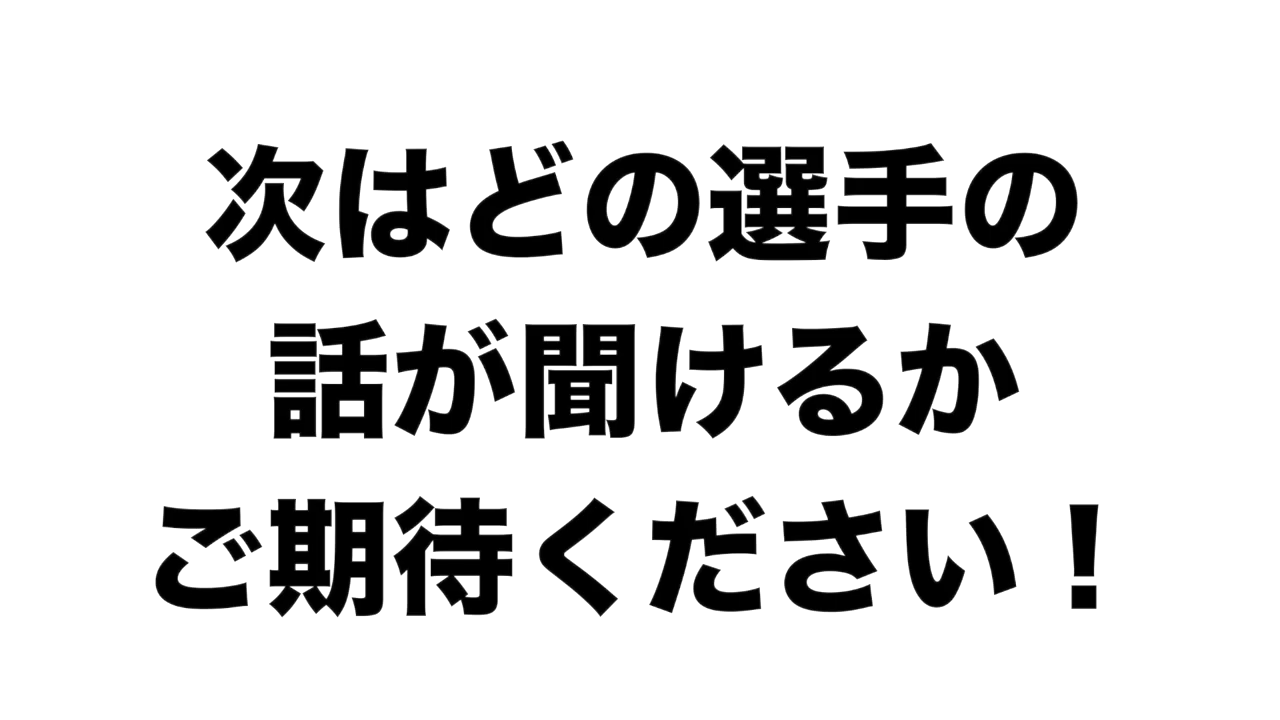 次はどの選手の
話が聞けるか
ご期待ください！